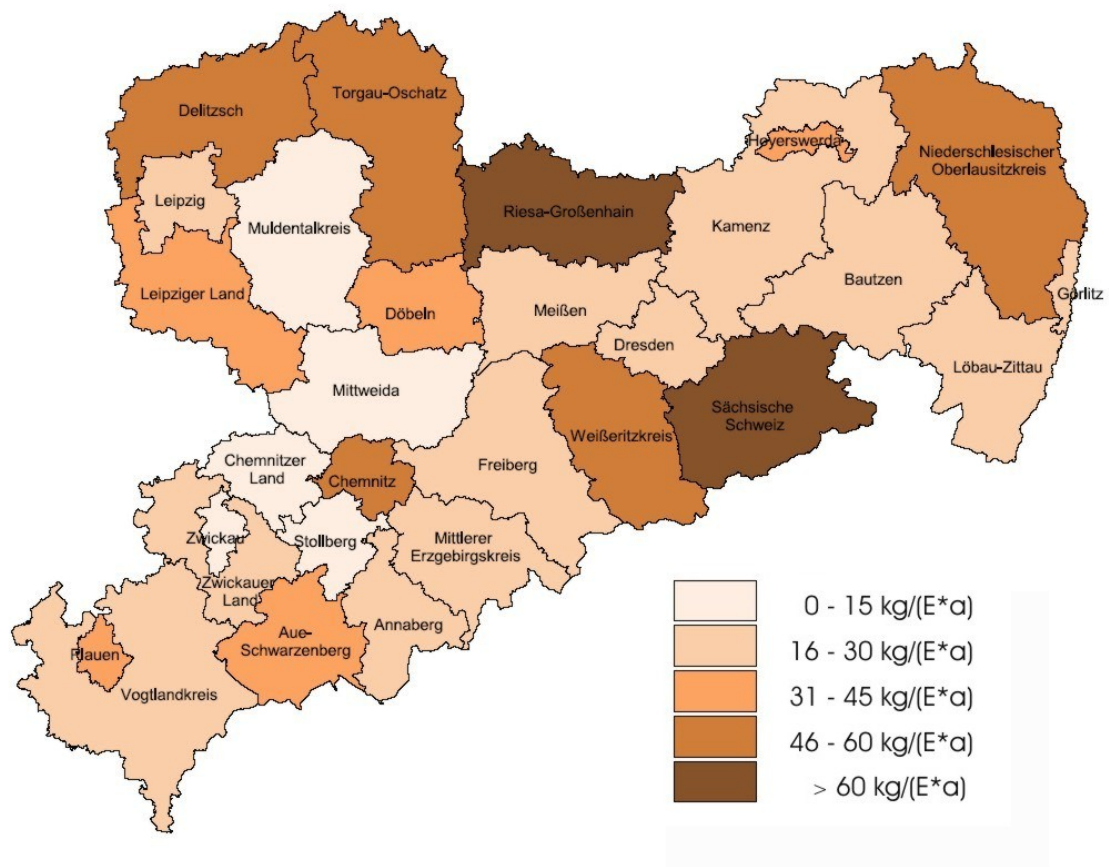 Torgau-Oschatz
Delitzsch
Hoyerswerda
Niederschlesischer
Oberlausitzkreis
Leipzig
Riesa-Großenhain
Muldentalkreis
Kamenz
Bautzen
Leipziger Land
Görlitz
Döbeln
Meißen
Dresden
Löbau-Zittau
Mittweida
Sächsische
Schweiz
Weißeritzkreis
Chemnitzer
Land
Freiberg
Chemnitz
Zwickau
Stollberg
Mittlerer
Erzgebirgskreis
Zwickauer
Land
Annaberg
Aue-
Schwarzenberg
Plauen
Vogtlandkreis
0 - 15 kg/(E*a)
16 - 30 kg/(E*a)
31 - 45 kg/(E*a)
46 - 60 kg/(E*a)
> 60 kg/(E*a)